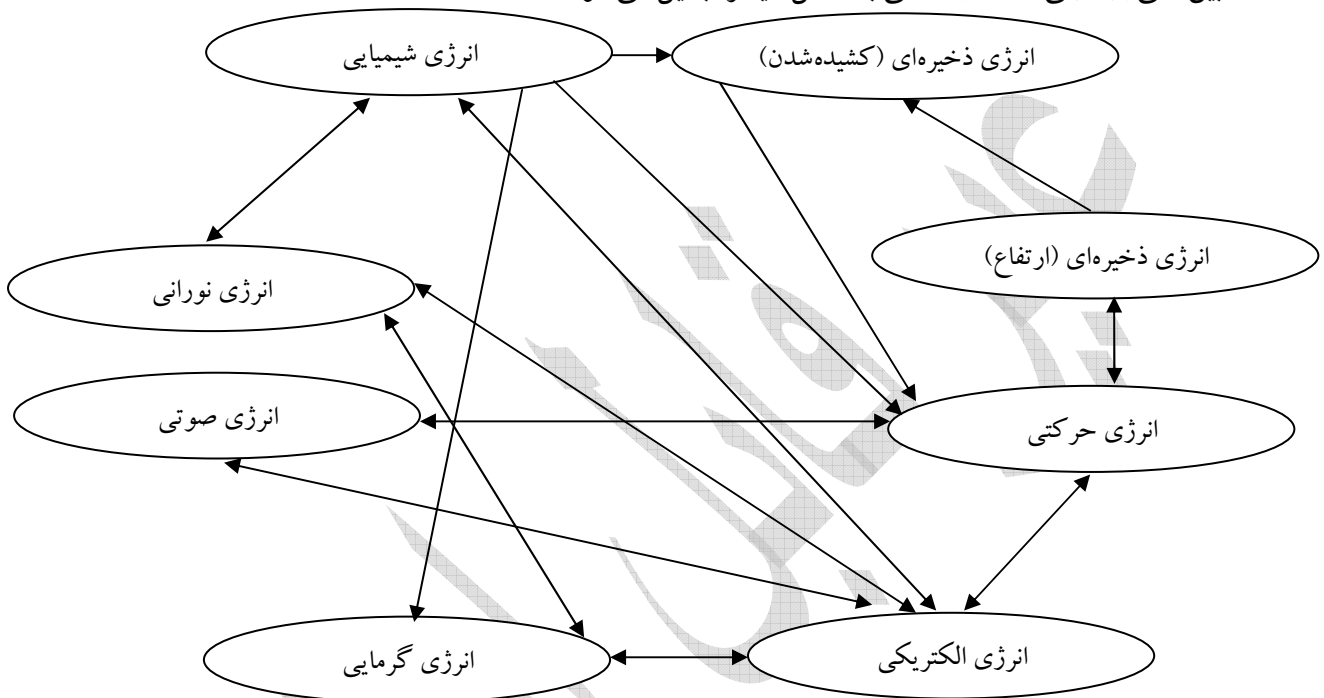 انرژی شیمیایی
انرژی ذخیره‌ای (کشیده‌شدن)
انرژی ذخیره‌ای (ارتفاع)
انرژی نورانی
انرژی صوتی
انرژی حرکتی
انرژی گرمایی
انرژی الکتریکی